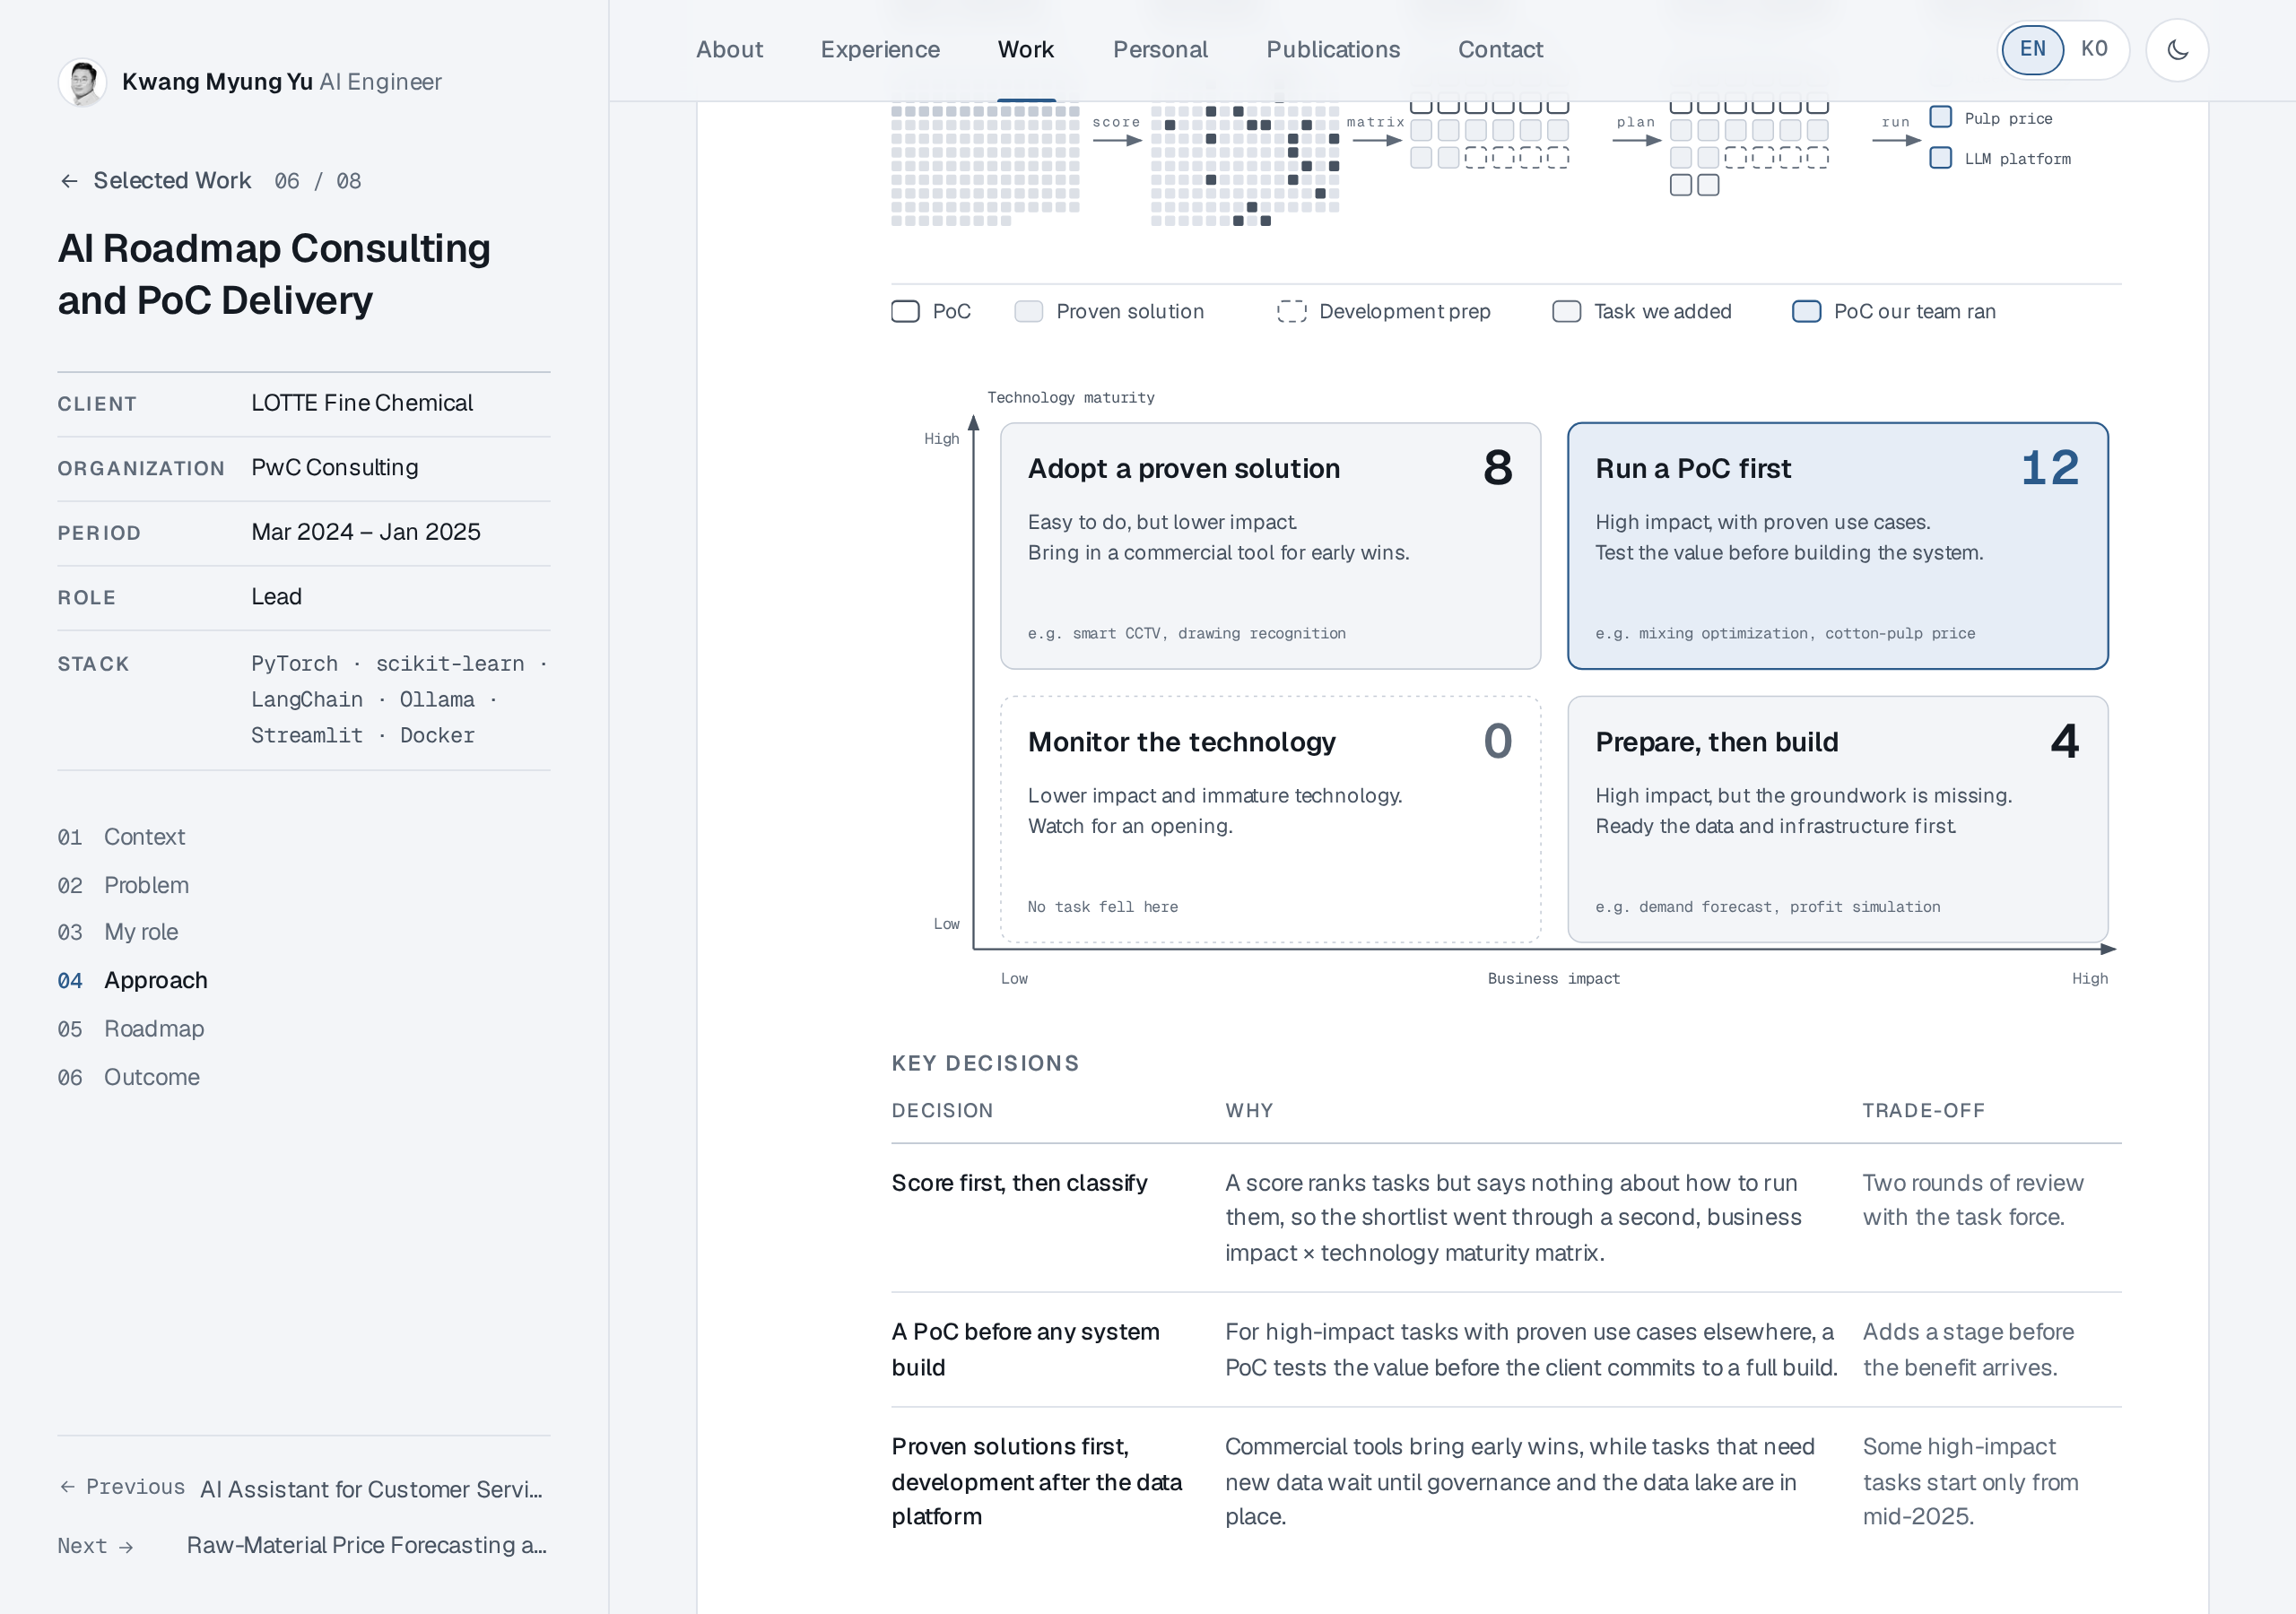 About
Experience
Work
Personal
Publications
Contact
EN
KO
Kwang Myung Yu AI Engineer
← Selected Work 06 / 08
AI Roadmap Consulting
and PoC Delivery
CLIENT LOTTE Fine Chemical
ORGANIZATION PwC Consulting
PERIOD Mar 2024 – Jan 2025
ROLE Lead
STACK PyTorch · scikit-learn ·
LangChain · Ollama ·
Streamlit · Docker
01 Context
02 Problem
03 My role
04 Approach
05 Roadmap
06 Outcome
← Previous AI Assistant for Customer Servi...
Next → Raw-Material Price Forecasting a...
score
matrix
plan
run
Pulp price
LLM platform
PoC
Proven solution
Development prep
Task we added
PoC our team ran
Technology maturity
High
Adopt a proven solution 8
Easy to do, but lower impact.
Bring in a commercial tool for early wins.
e.g. smart CCTV, drawing recognition
Run a PoC first 12
High impact, with proven use cases.
Test the value before building the system.
e.g. mixing optimization, cotton-pulp price
Monitor the technology 0
Lower impact and immature technology.
Watch for an opening.
No task fell here
Prepare, then build 4
High impact, but the groundwork is missing.
Ready the data and infrastructure first.
e.g. demand forecast, profit simulation
Low
Low
Business impact
High
KEY DECISIONS
DECISION
WHY
TRADE-OFF
Score first, then classify
A score ranks tasks but says nothing about how to run
them, so the shortlist went through a second, business
impact × technology maturity matrix.
Two rounds of review
with the task force.
A PoC before any system
build
For high-impact tasks with proven use cases elsewhere, a
PoC tests the value before the client commits to a full build.
Adds a stage before
the benefit arrives.
Proven solutions first,
development after the data
platform
Commercial tools bring early wins, while tasks that need
new data wait until governance and the data lake are in
place.
Some high-impact
tasks start only from
mid-2025.